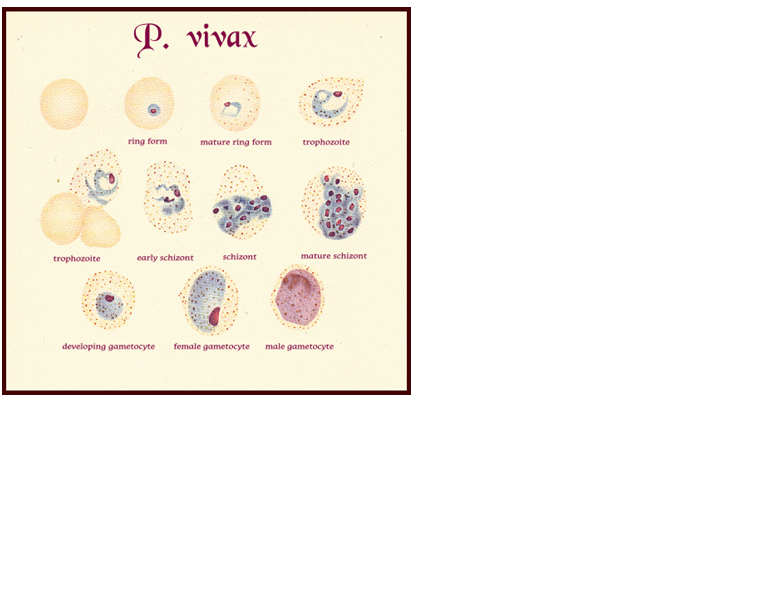 P. vivax
ring form
mature ring form
trophozoite
trophozoite
early schizont
schizont
mature schizont
developing gametocyte
female gametocyte
male gametocyte